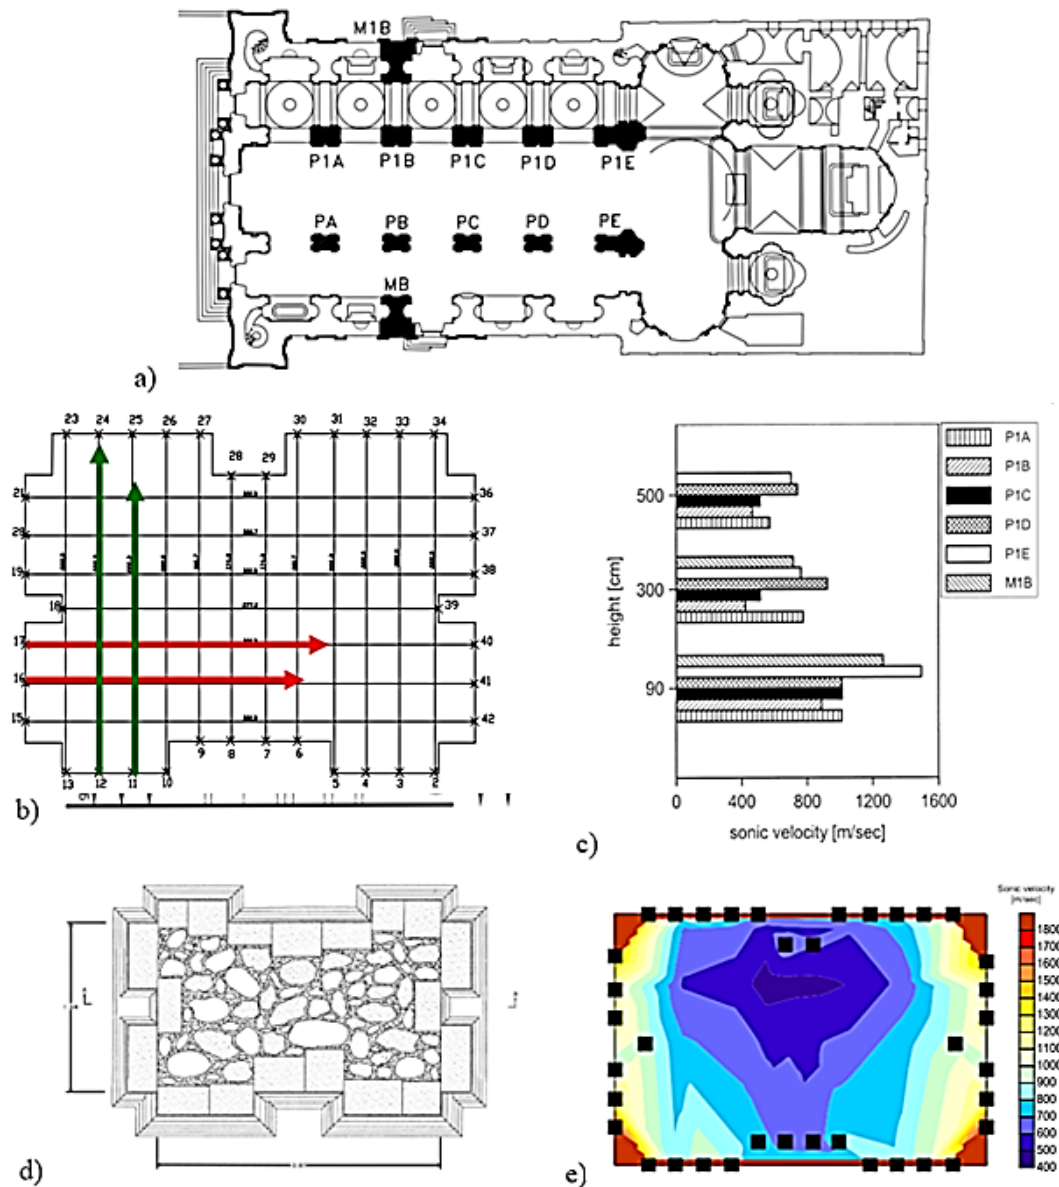 M1B
P1A P1B P1C P1D P1E
PA PB PC PD PE
MB
a)
23 24 25 26 27 30 31 32 33 34
28 29
21 36
37
19 38
18 39
17 40
16 41
15 42
9 8 7 6
13 12 11 10 5 4 3 2
b)
P1A
P1B
P1C
P1D
P1E
M1B
500
300
90
height [cm]
0 400 800 1200 1600
sonic velocity [m/sec]
c)
d)
Sonic velocity
[m/sec]
1800
1700
1600
1500
1400
1300
1200
1100
1000
900
800
700
600
500
400
e)